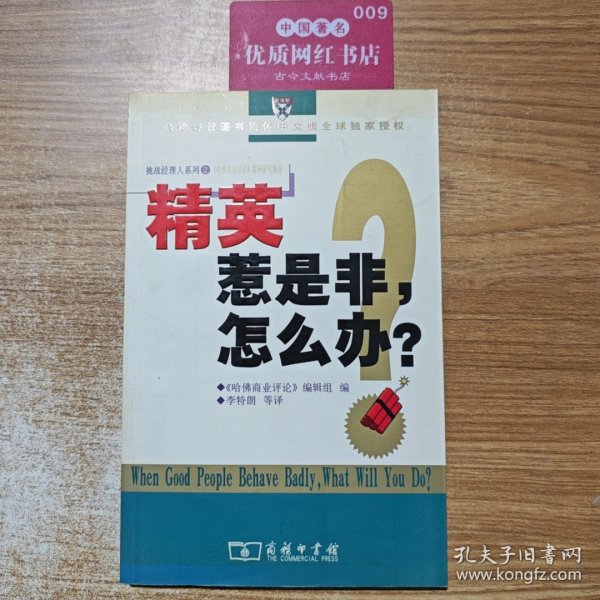 009
中国著名
优质网红书店
古今文献书店
哈佛经管图书简体中文版全球独家授权
挑战经理人系列2
精英
惹是非,
怎么办?
◆《哈佛商业评论》编辑组 编
◆李特朗 等译
When Good People Behave Badly, What Will You Do?
商务印书馆
THE COMMERCIAL PRESS
孔夫子旧书网
www.kongfz.com